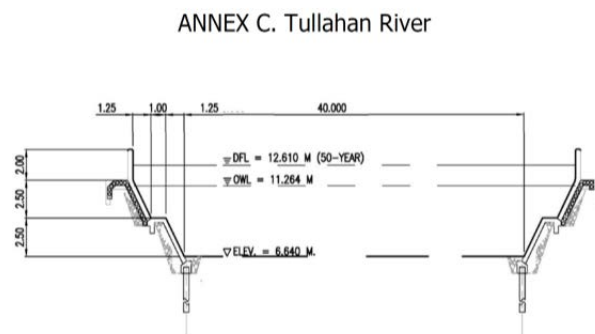 ANNEX C. Tullahan River
1.25 1.00 1.25 40.000
2.00
DFL = 12.610 M (50-YEAR)
OWL = 11.264 M
2.50
2.50
ELEV. = 6.640 M.